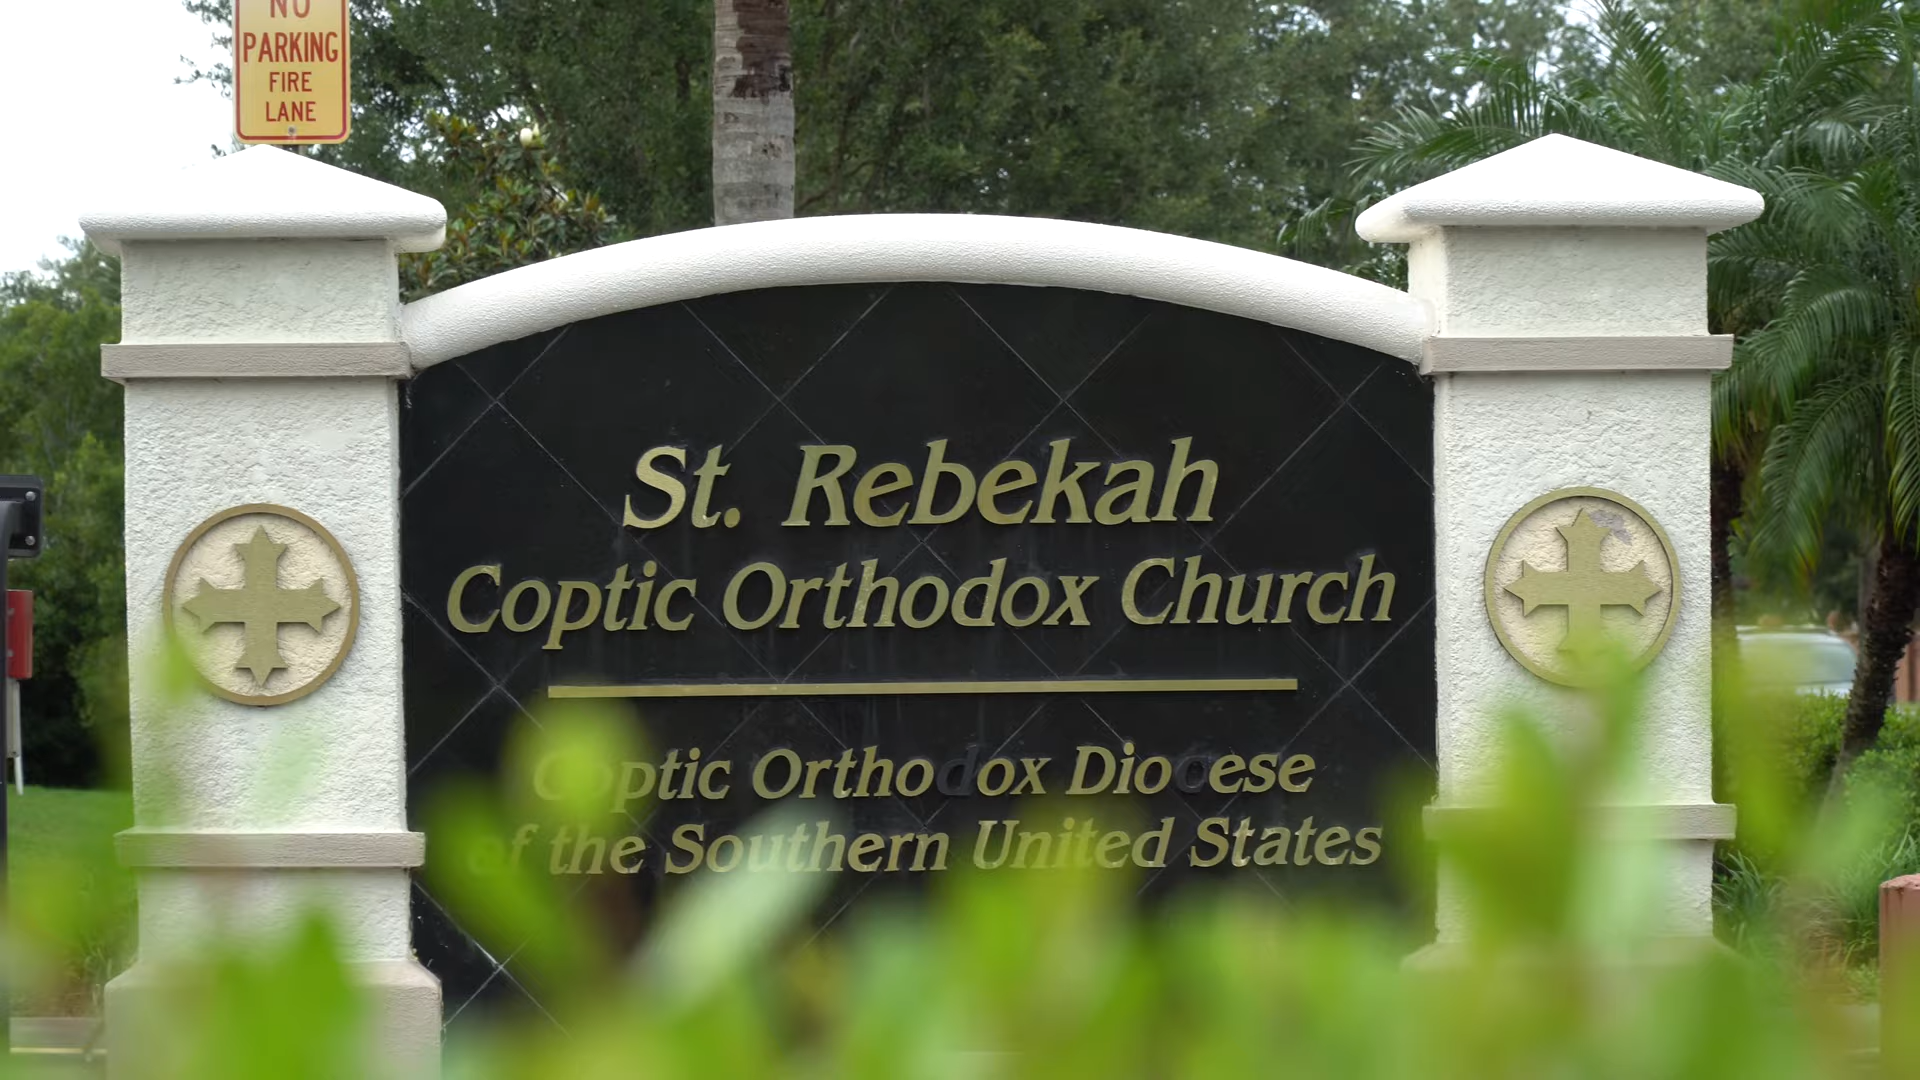 NO
PARKING
FIRE
LANE
St. Rebekah
Coptic Orthodox Church
Coptic Orthodox Diocese
of the Southern United States